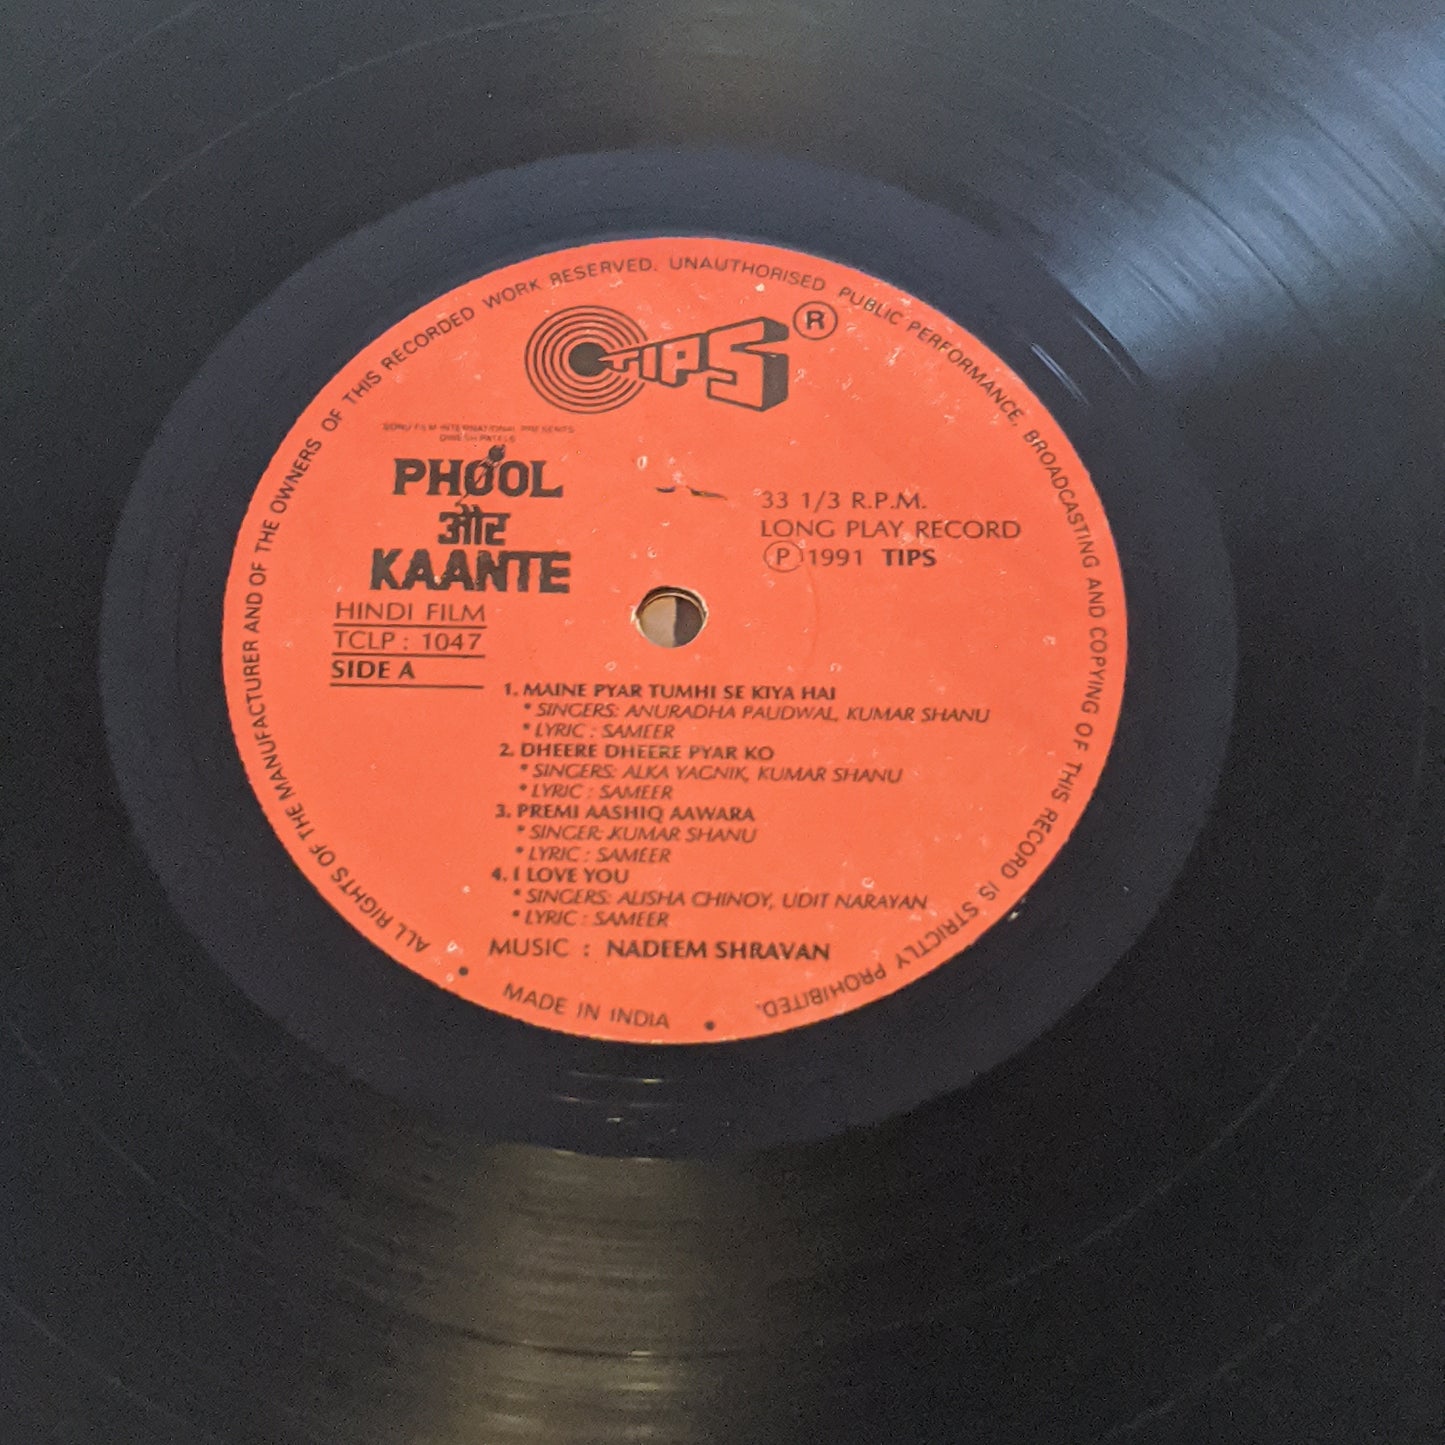 ALL RIGHTS OF THE MANUFACTURER AND OF THE OWNERS OF THIS RECORDED WORK RESERVED. UNAUTHORISED PUBLIC PERFORMANCE, BROADCASTING AND COPYING OF THIS RECORD IS STRICTLY PROHIBITED.
TIPS ®
SONU FILM INTERNATIONAL PRESENTS
DINESH PATEL'S
PHOOL
और
KAANTE
HINDI FILM
TCLP : 1047
SIDE A
33 1/3 R.P.M.
LONG PLAY RECORD
Ⓟ 1991 TIPS
1. MAINE PYAR TUMHI SE KIYA HAI
* SINGERS: ANURADHA PAUDWAL, KUMAR SHANU
* LYRIC : SAMEER
2. DHEERE DHEERE PYAR KO
* SINGERS: ALKA YAGNIK, KUMAR SHANU
* LYRIC : SAMEER
3. PREMI AASHIQ AAWARA
* SINGER: KUMAR SHANU
* LYRIC : SAMEER
4. I LOVE YOU
* SINGERS: ALISHA CHINOY, UDIT NARAYAN
* LYRIC : SAMEER
MUSIC : NADEEM SHRAVAN
• MADE IN INDIA •